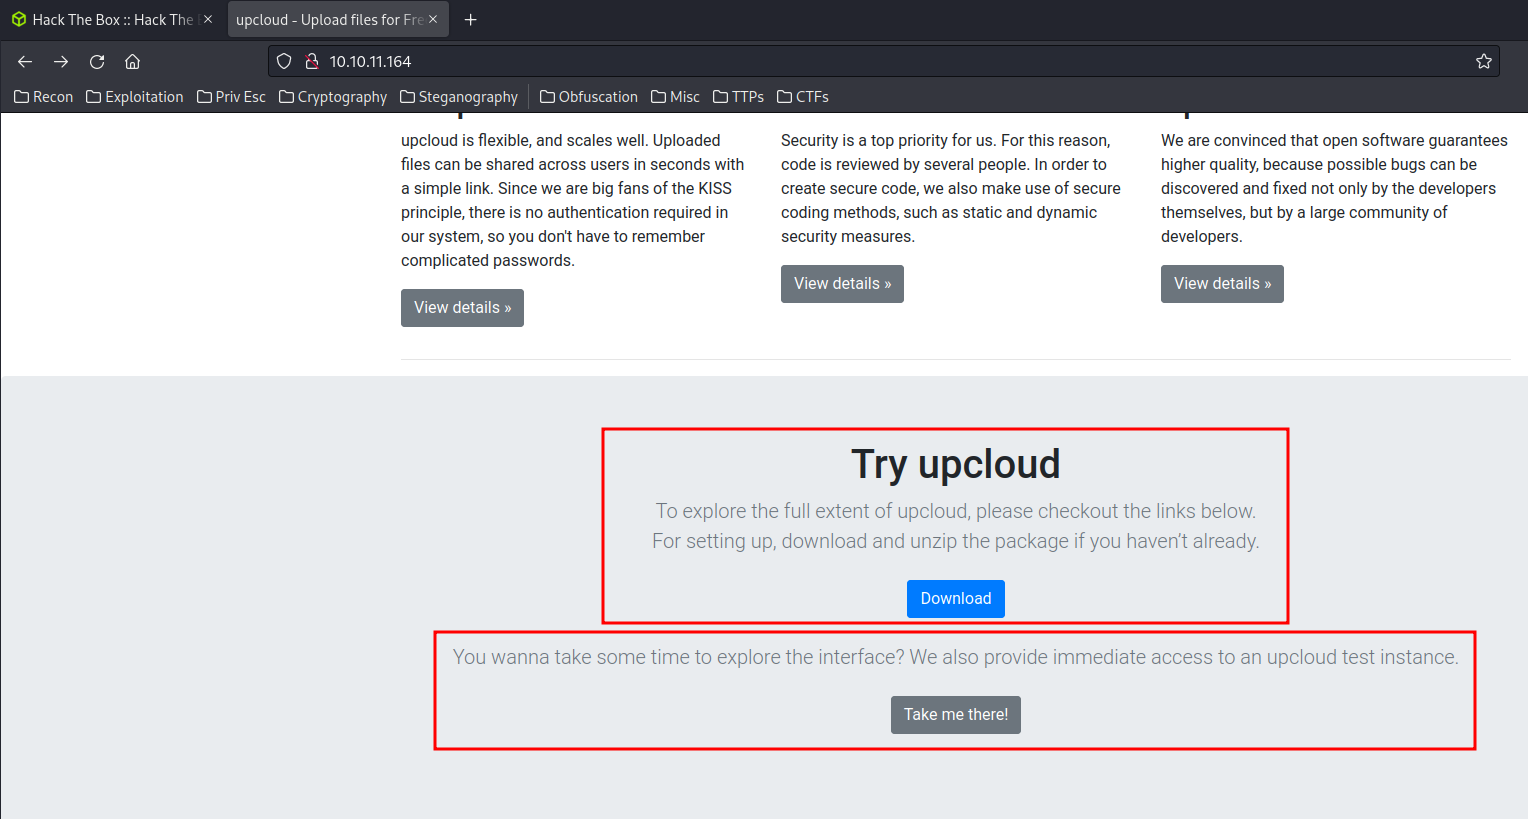 Hack The Box :: Hack The
upcloud - Upload files for Fre
10.10.11.164
Recon Exploitation Priv Esc Cryptography Steganography Obfuscation Misc TTPs CTFs
upcloud is flexible, and scales well. Uploaded
files can be shared across users in seconds with
a simple link. Since we are big fans of the KISS
principle, there is no authentication required in
our system, so you don't have to remember
complicated passwords.
View details »
Security is a top priority for us. For this reason,
code is reviewed by several people. In order to
create secure code, we also make use of secure
coding methods, such as static and dynamic
security measures.
View details »
We are convinced that open software guarantees
higher quality, because possible bugs can be
discovered and fixed not only by the developers
themselves, but by a large community of
developers.
View details »
Try upcloud
To explore the full extent of upcloud, please checkout the links below.
For setting up, download and unzip the package if you haven’t already.
Download
You wanna take some time to explore the interface? We also provide immediate access to an upcloud test instance.
Take me there!